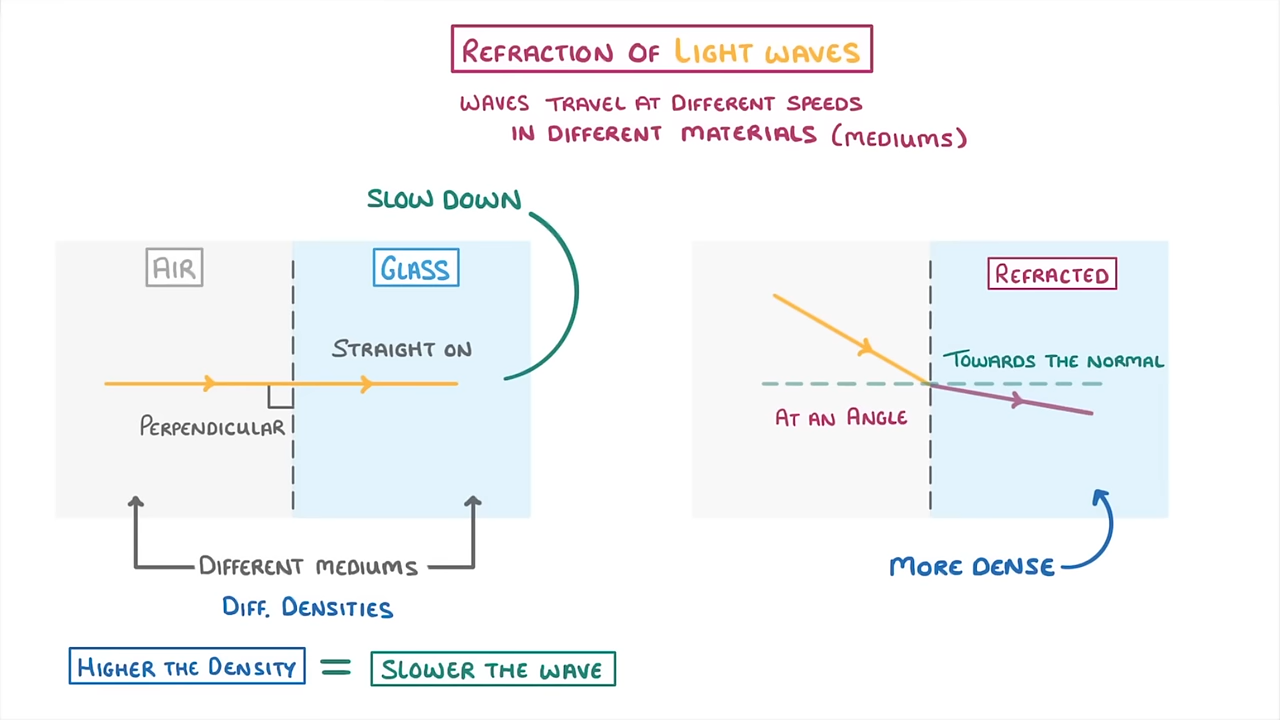 REFRACTION OF LIGHT WAVES
WAVES TRAVEL AT DIFFERENT SPEEDS
IN DIFFERENT MATERIALS (MEDIUMS)
SLOW DOWN
AIR
GLASS
STRAIGHT ON
PERPENDICULAR
DIFFERENT MEDIUMS
DIFF. DENSITIES
HIGHER THE DENSITY = SLOWER THE WAVE
REFRACTED
TOWARDS THE NORMAL
AT AN ANGLE
MORE DENSE